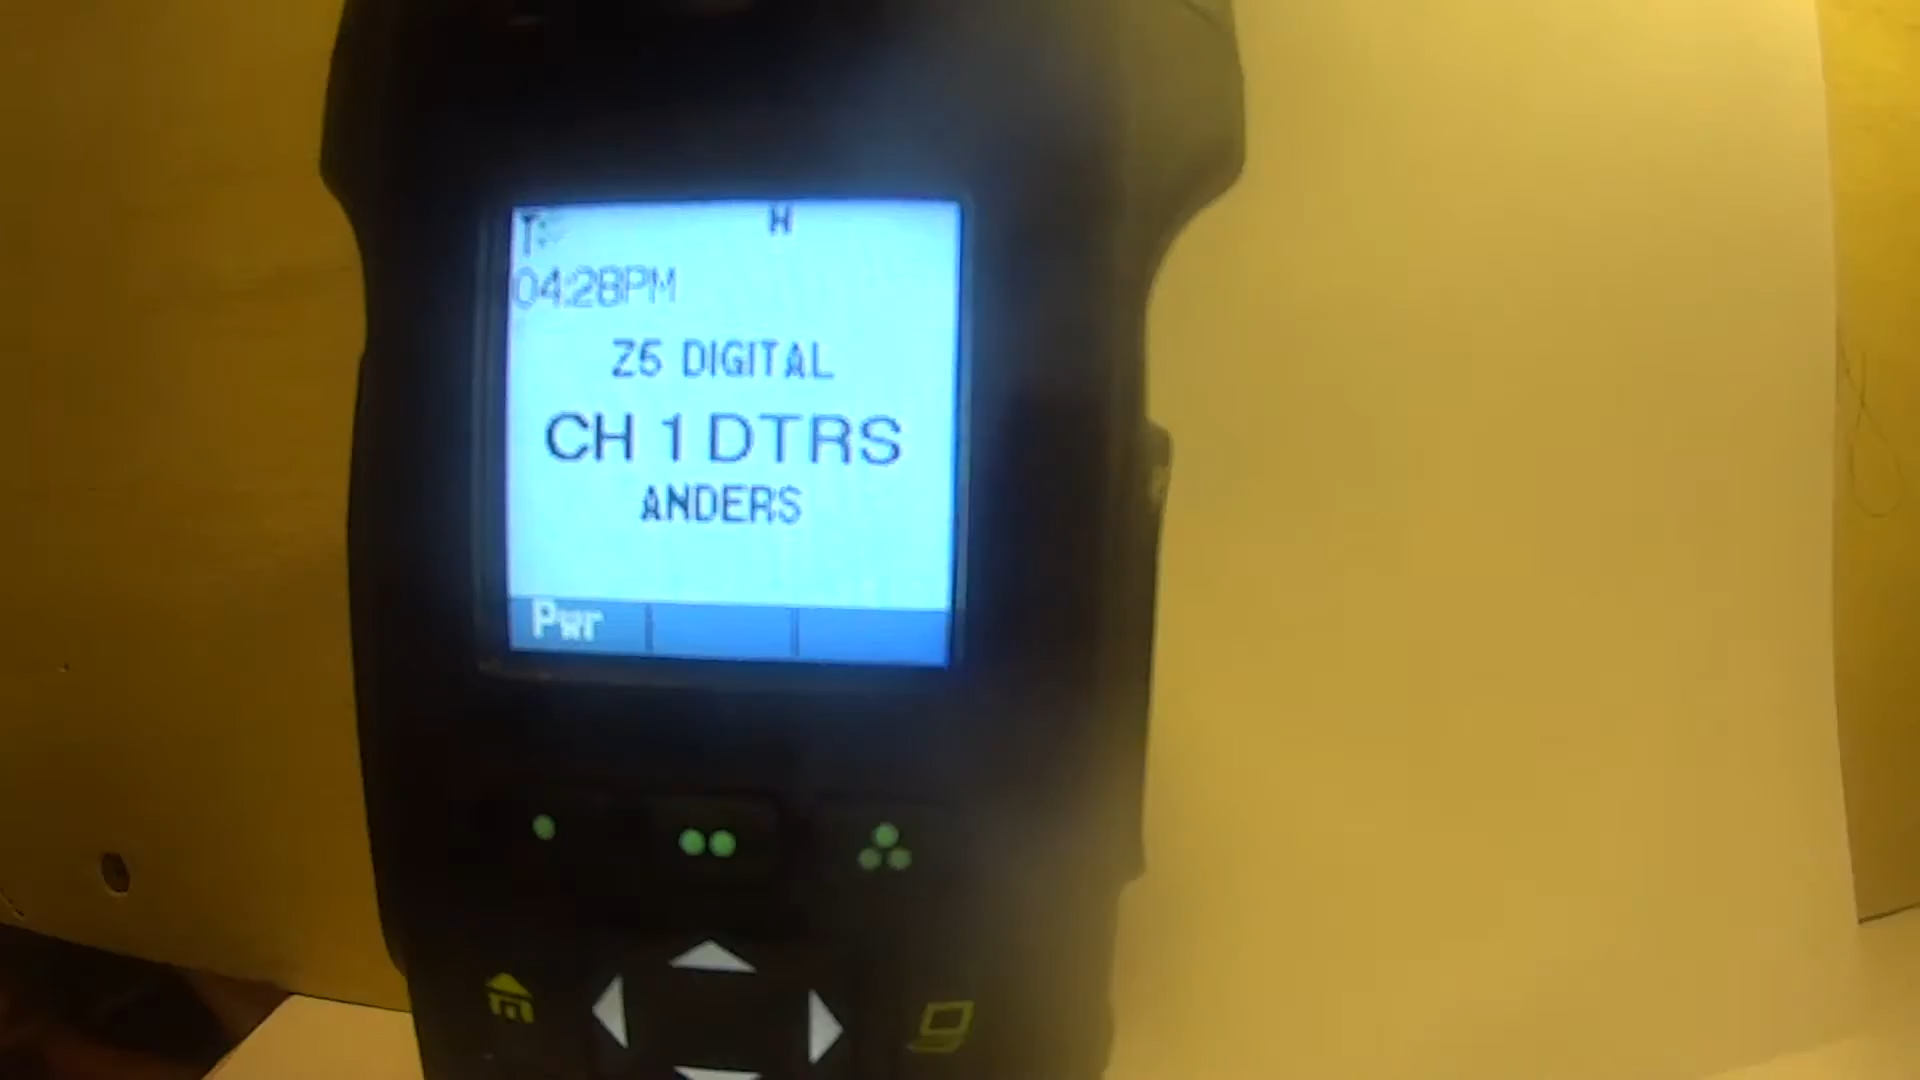 T:
H
04:28PM
Z5 DIGITAL
CH 1 DTRS
ANDERS
Pwr